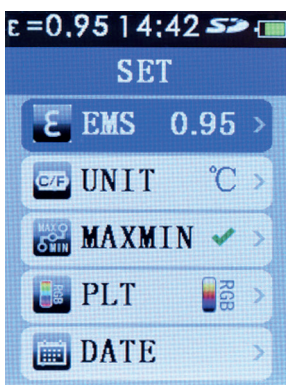 ε=0.95 14:42 SD
SET
ε EMS 0.95 >
C/F UNIT °C >
MAX MIN MAXMIN ✓ >
RGB PLT RGB >
DATE >